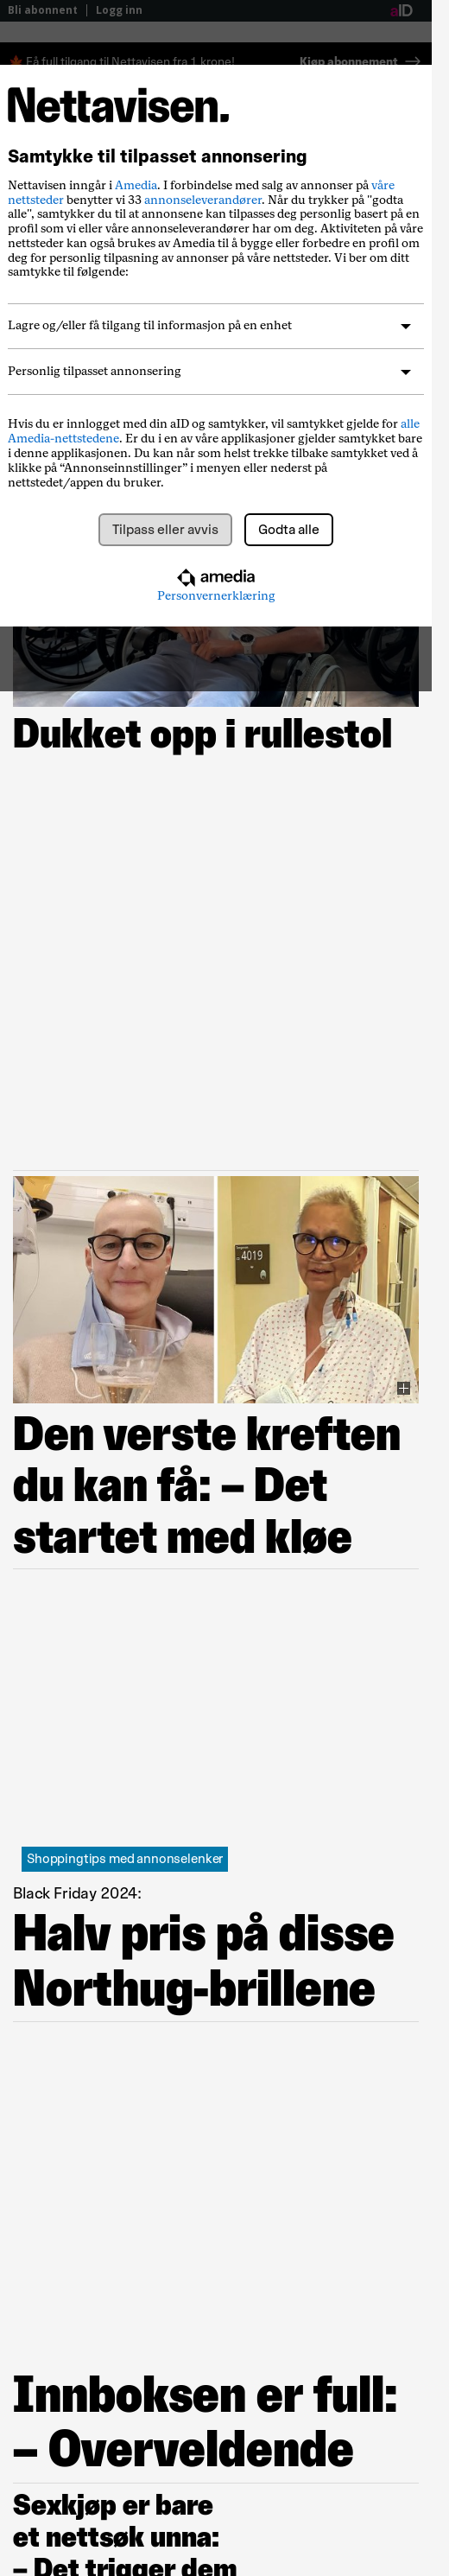 Bli abonnent | Logg inn
aID
Få full tilgang til Nettavisen fra 1 krone!
Kjøp abonnement
Nettavisen.
Samtykke til tilpasset annonsering
Nettavisen inngår i Amedia. I forbindelse med salg av annonser på våre
nettsteder benytter vi 33 annonseleverandører. Når du trykker på "godta
alle", samtykker du til at annonsene kan tilpasses deg personlig basert på en
profil som vi eller våre annonseleverandører har om deg. Aktiviteten på våre
nettsteder kan også brukes av Amedia til å bygge eller forbedre en profil om
deg for personlig tilpasning av annonser på våre nettsteder. Vi ber om ditt
samtykke til følgende:
Lagre og/eller få tilgang til informasjon på en enhet
Personlig tilpasset annonsering
Hvis du er innlogget med din aID og samtykker, vil samtykket gjelde for alle
Amedia-nettstedene. Er du i en av våre applikasjoner gjelder samtykket bare
i denne applikasjonen. Du kan når som helst trekke tilbake samtykket ved å
klikke på “Annonseinnstillinger” i menyen eller nederst på
nettstedet/appen du bruker.
Tilpass eller avvis
Godta alle
amedia
Personvernerklæring
Dukket opp i rullestol
4019
Den verste kreften
du kan få: – Det
startet med kløe
Shoppingtips med annonselenker
Black Friday 2024:
Halv pris på disse
Northug-brillene
Innboksen er full:
– Overveldende
Sexkjøp er bare
et nettsøk unna:
– Det trigger dem